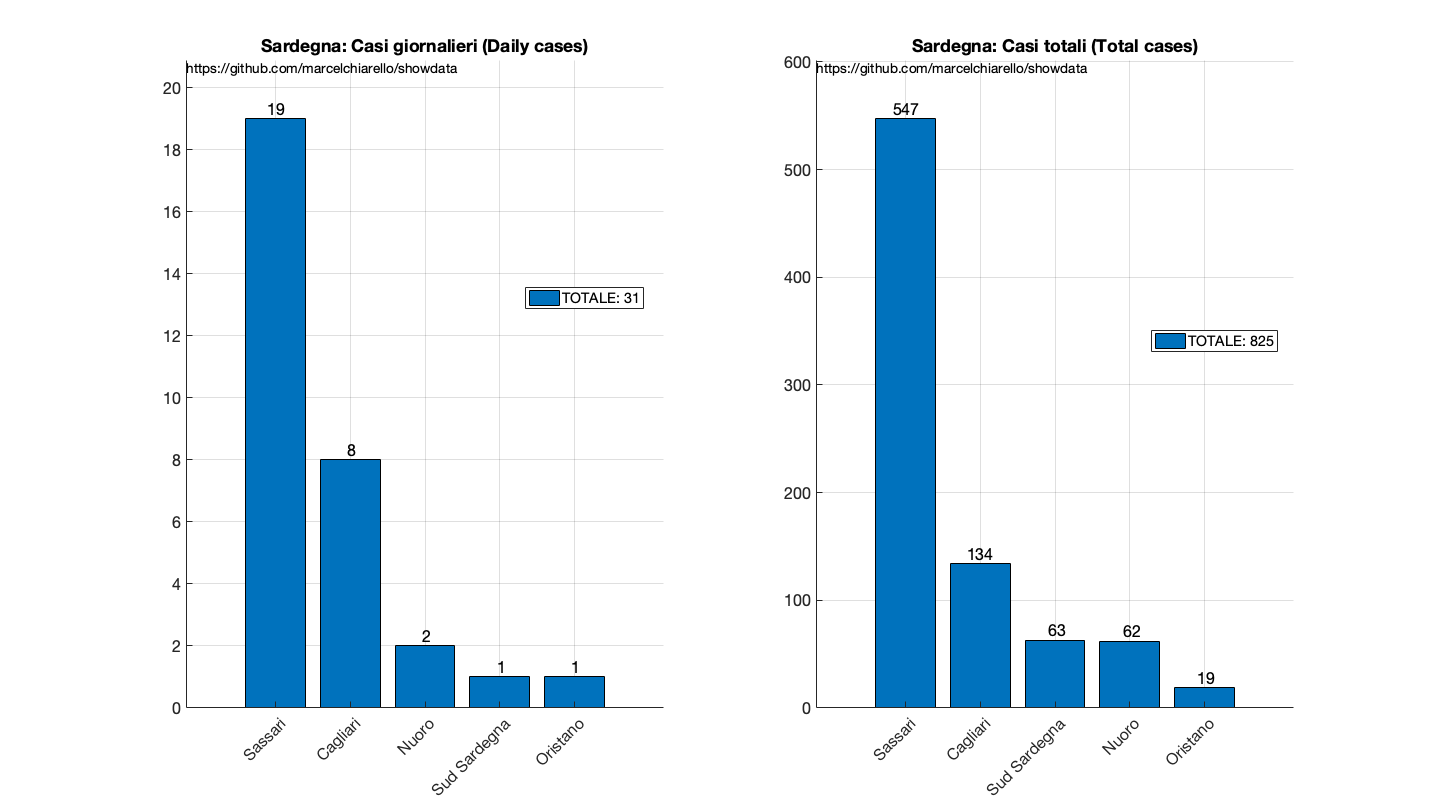 Sardegna: Casi giornalieri (Daily cases)
https://github.com/marcelchiarello/showdata
20
18
16
14
12
10
8
6
4
2
0
19
8
2
1
1
TOTALE: 31
Sassari
Cagliari
Nuoro
Sud Sardegna
Oristano
Sardegna: Casi totali (Total cases)
https://github.com/marcelchiarello/showdata
600
500
400
300
200
100
0
547
134
63
62
19
TOTALE: 825
Sassari
Cagliari
Sud Sardegna
Nuoro
Oristano